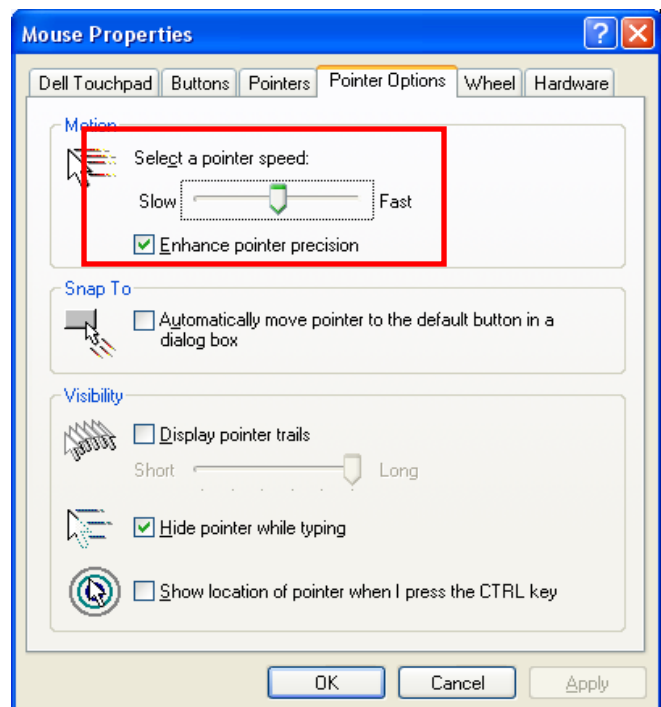 Mouse Properties
Dell Touchpad Buttons Pointers Pointer Options Wheel Hardware
Motion
Select a pointer speed:
Slow Fast
Enhance pointer precision
Snap To
Automatically move pointer to the default button in a
dialog box
Visibility
Display pointer trails
Short Long
Hide pointer while typing
Show location of pointer when I press the CTRL key
OK Cancel Apply